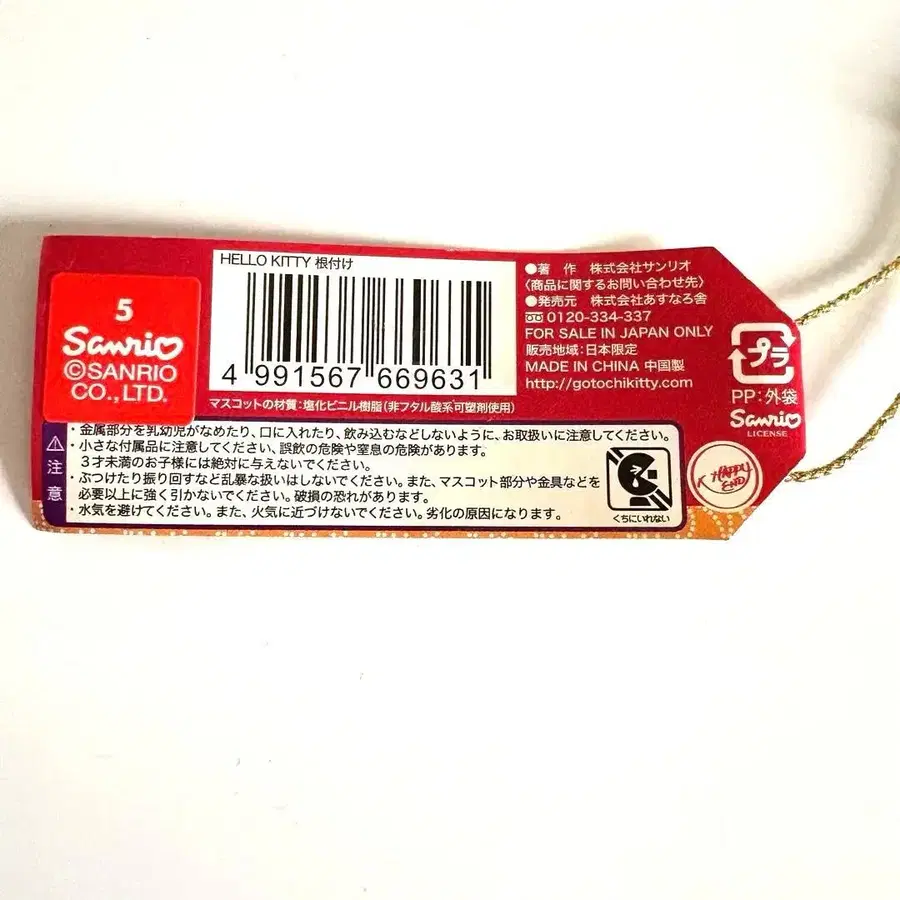 5
Sanrio
©SANRIO
CO.,LTD.
HELLO KITTY 根付け
4 991567 669631
マスコットの材質:塩化ビニル樹脂(非フタル酸系可塑剤使用)
●著 作 株式会社サンリオ
〈商品に関するお問い合わせ先〉
●発売元 株式会社あすなろ舎
0120-334-337
FOR SALE IN JAPAN ONLY
販売地域:日本限定
MADE IN CHINA 中国製
http://gotochikitty.com
プラ
PP:外袋
Sanrio
LICENSE
A HAPPY
END
注意
・金属部分を乳幼児がなめたり、口に入れたり、飲み込むなどしないように、お取扱いに注意してください。
・小さな付属品に注意してください、誤飲の危険や窒息の危険があります。
3才未満のお子様には絶対に与えないでください。
・ぶつけたり振り回すなど乱暴な扱いはしないでください。また、マスコット部分や金具などを
必要以上に強く引かないでください。破損の恐れがあります。
・水気を避けてください。また、火気に近づけないでください。劣化の原因になります。
くちにいれない